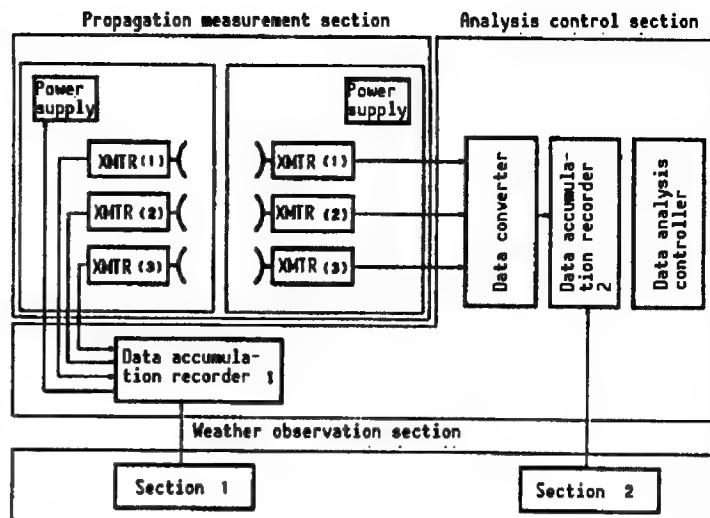 Propagation measurement section
Analysis control section
Power
supply
XMTR(1)
XMTR(2)
XMTR(3)
Power
supply
XMTR(1)
XMTR(2)
XMTR(3)
Data converter
Data accumula-
tion recorder
2
Data analysis
controller
Data accumula-
tion recorder 1
Weather observation section
Section 1
Section 2